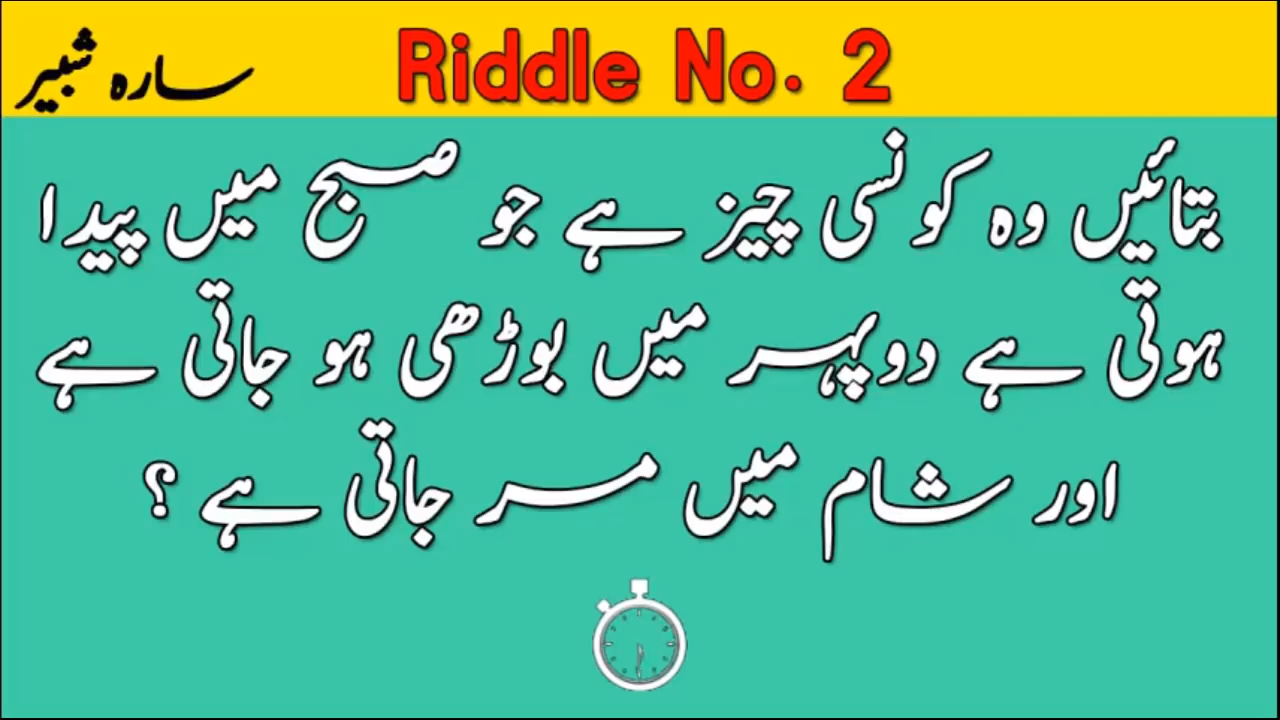 سارہ شبیر
Riddle No. 2
بتائیں وہ کونسی چیز ہے جو صبح میں پیدا
ہوتی ہے دوپہر میں بوڑھی ہو جاتی ہے
اور شام میں مر جاتی ہے ؟